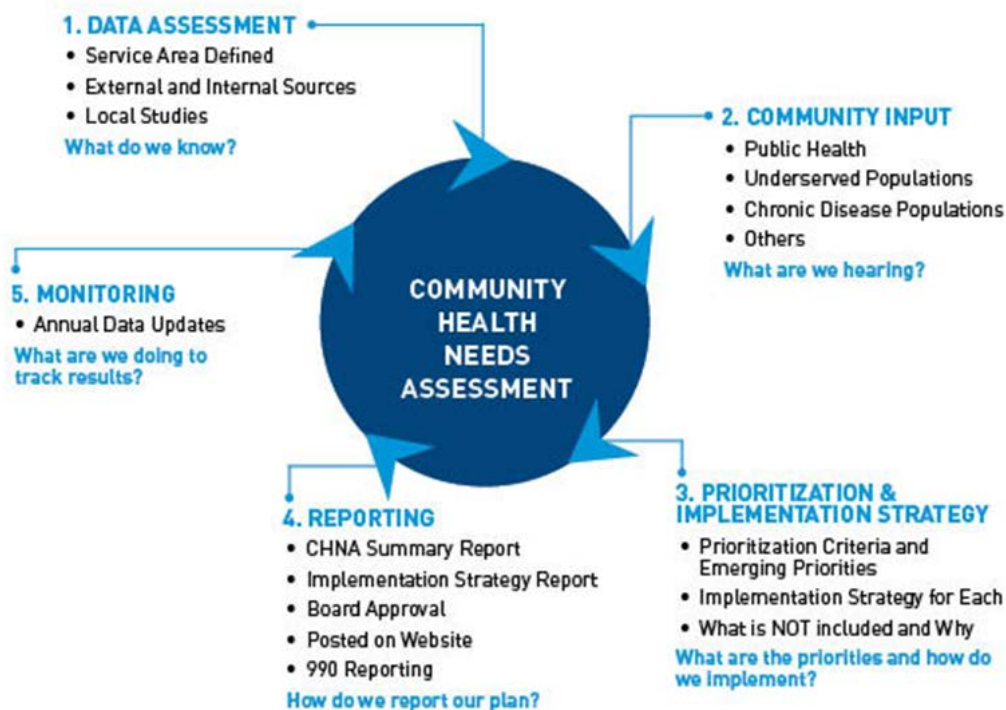 1. DATA ASSESSMENT
• Service Area Defined
• External and Internal Sources
• Local Studies
What do we know?
2. COMMUNITY INPUT
• Public Health
• Underserved Populations
• Chronic Disease Populations
• Others
What are we hearing?
3. PRIORITIZATION &
IMPLEMENTATION STRATEGY
• Prioritization Criteria and
Emerging Priorities
• Implementation Strategy for Each
• What is NOT included and Why
What are the priorities and how do
we implement?
4. REPORTING
• CHNA Summary Report
• Implementation Strategy Report
• Board Approval
• Posted on Website
• 990 Reporting
How do we report our plan?
5. MONITORING
• Annual Data Updates
What are we doing to
track results?
COMMUNITY
HEALTH
NEEDS
ASSESSMENT